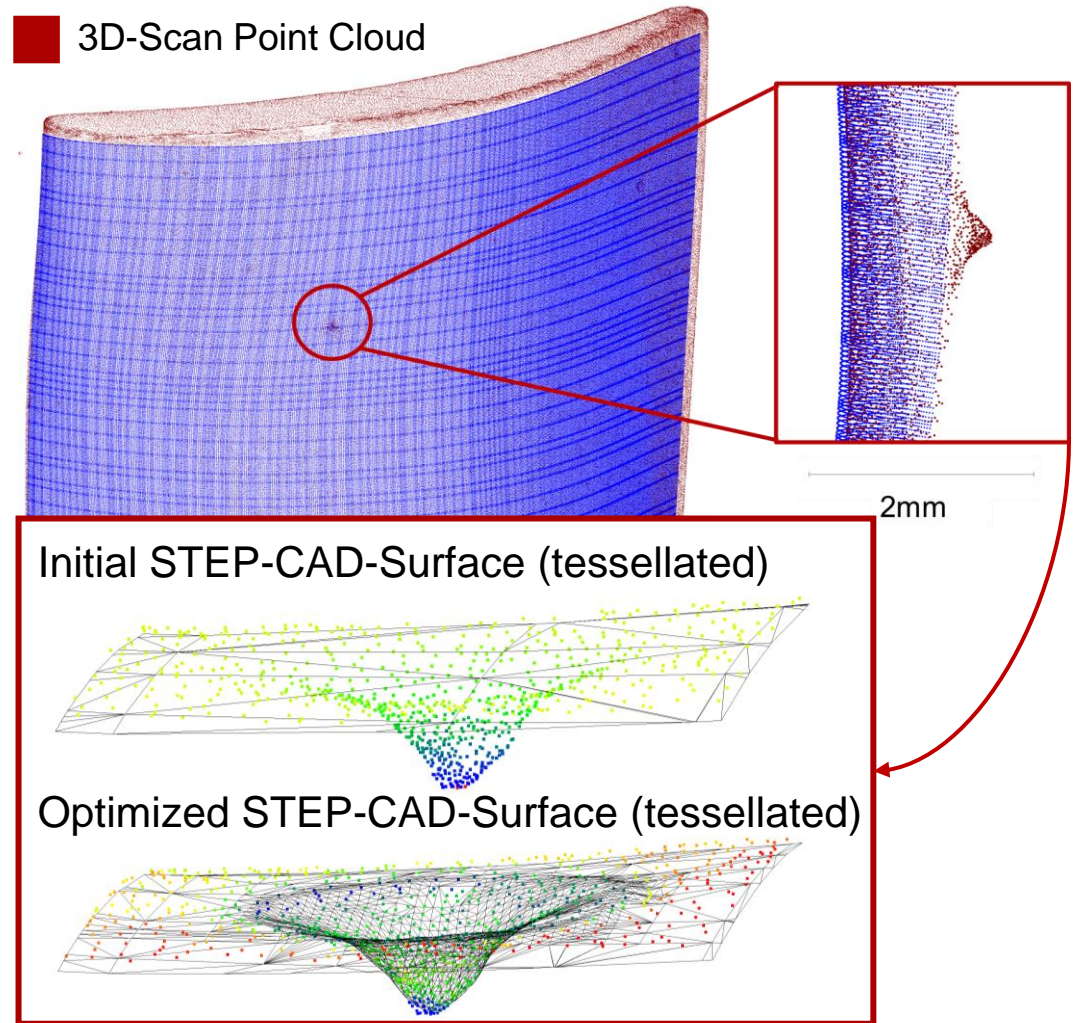 3D-Scan Point Cloud
2mm
Initial STEP-CAD-Surface (tessellated)
Optimized STEP-CAD-Surface (tessellated)